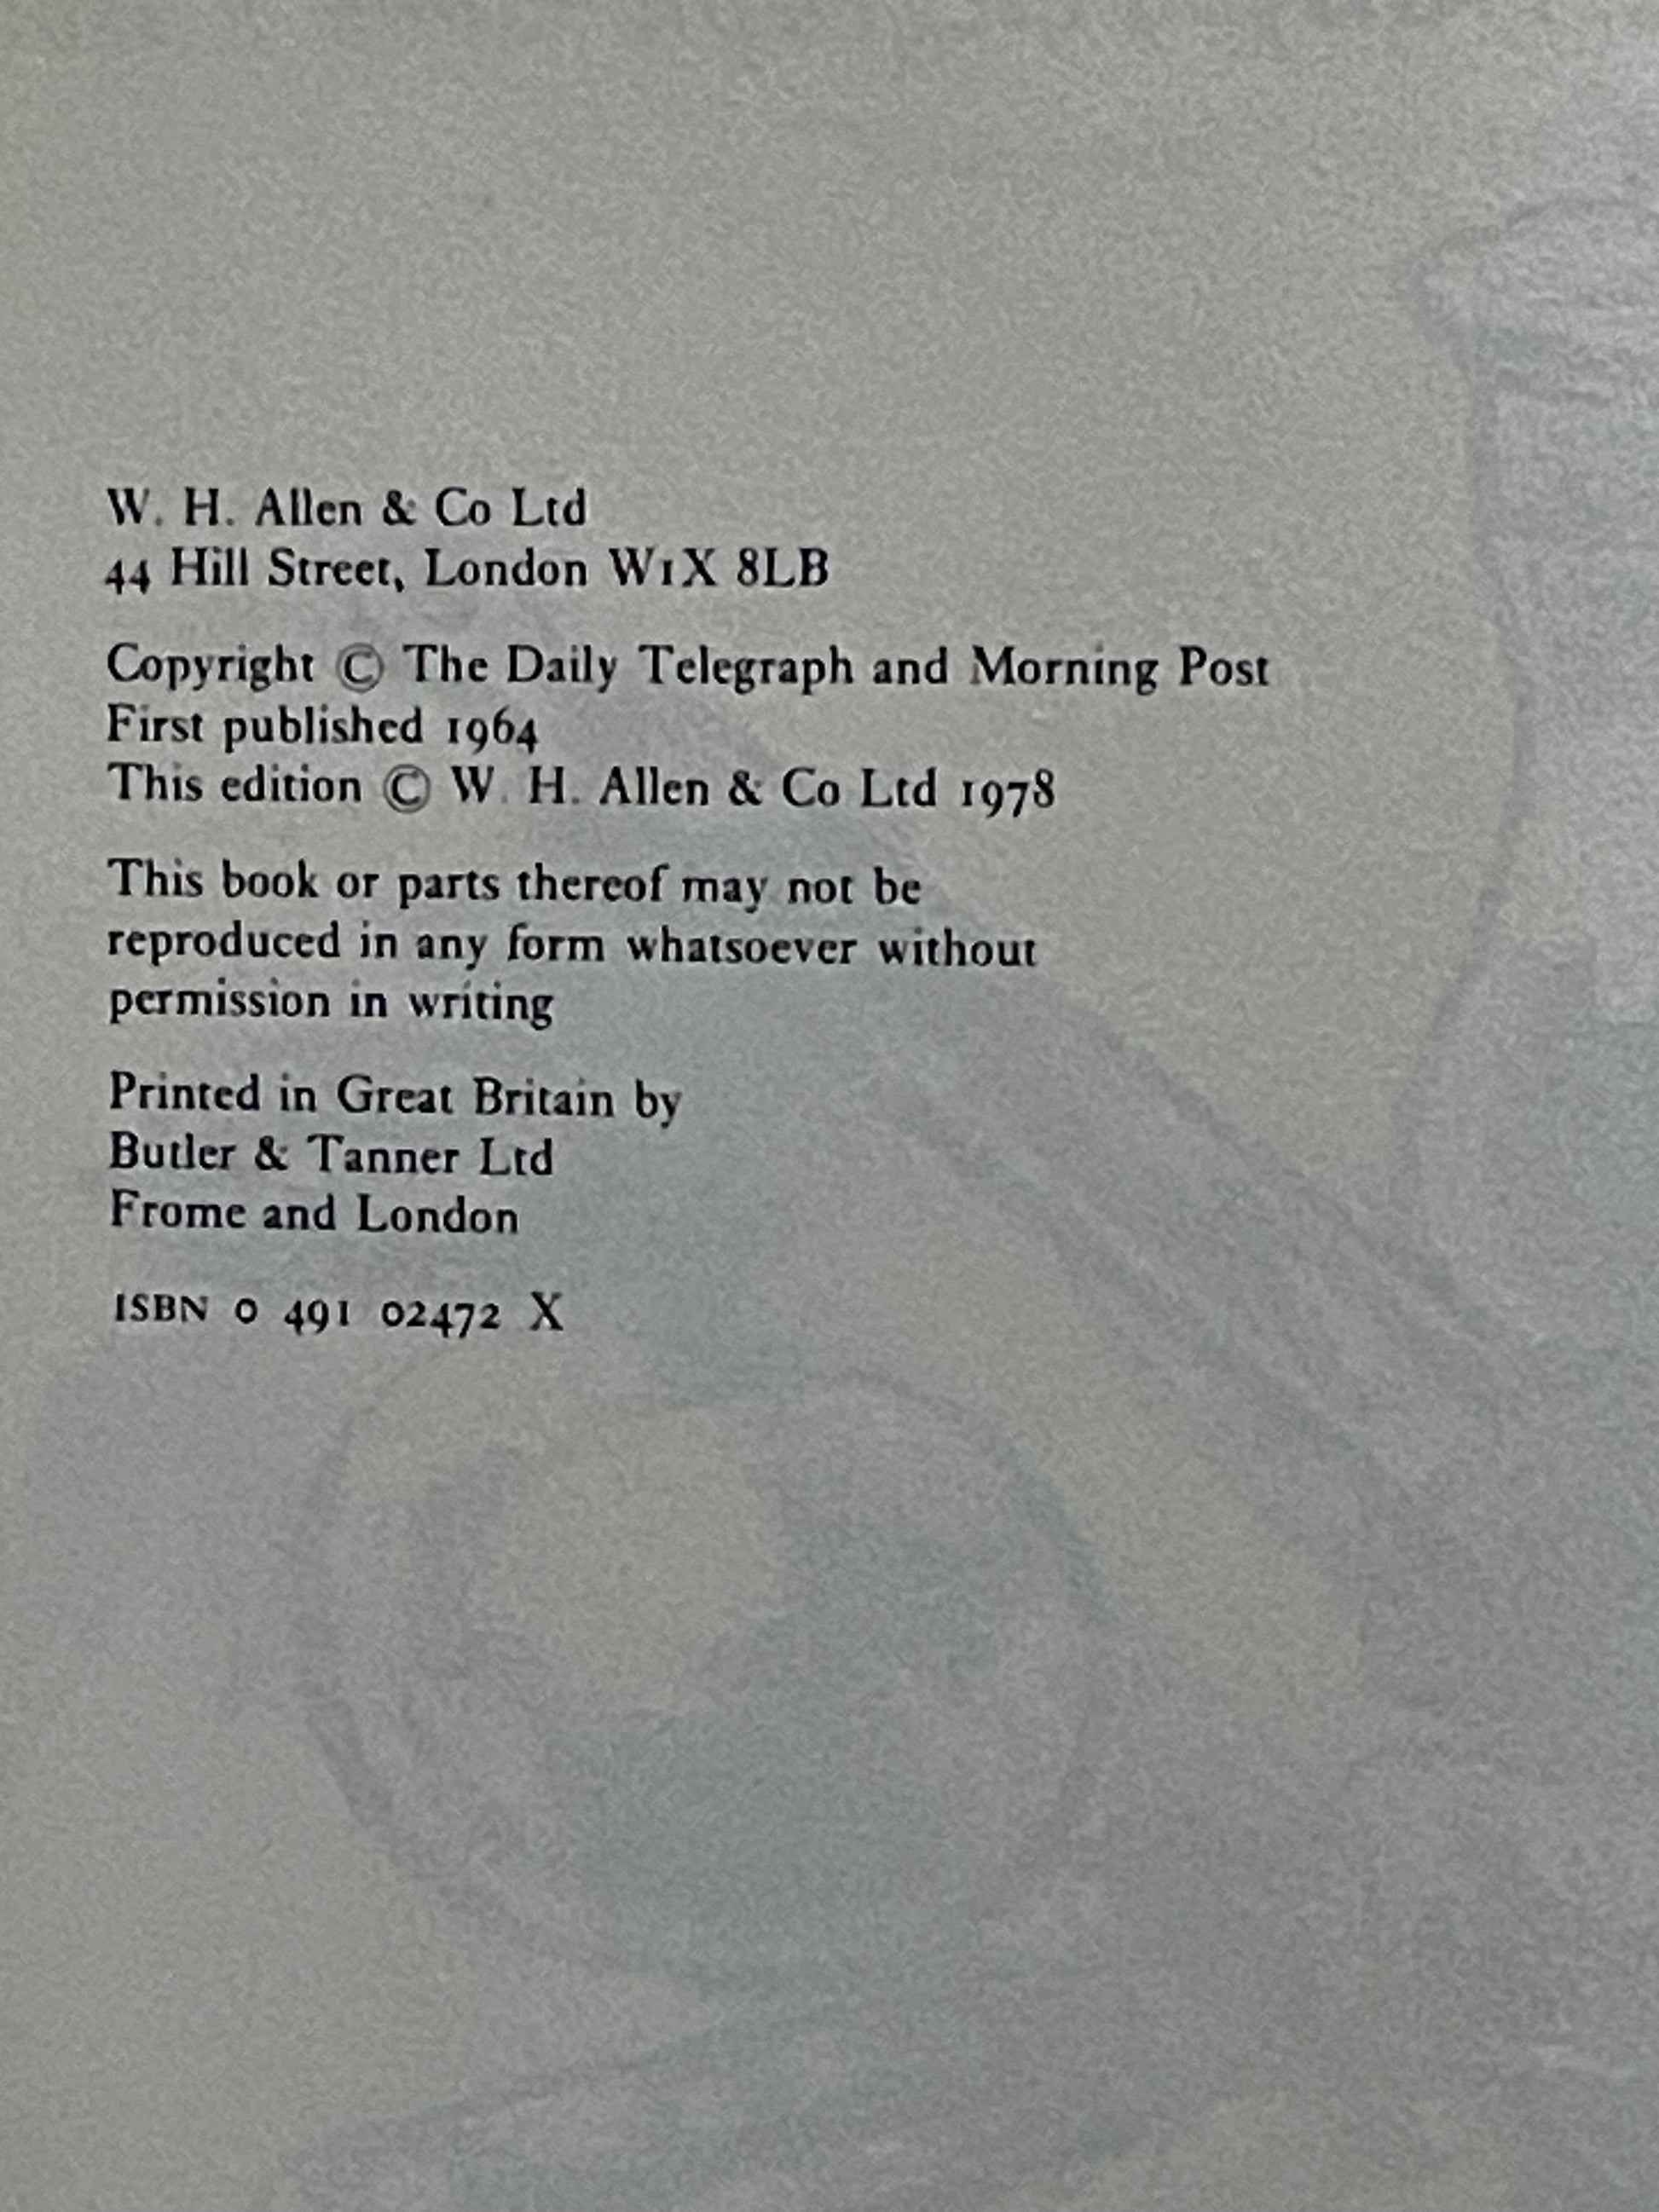 W. H. Allen & Co Ltd
44 Hill Street, London W1X 8LB
Copyright © The Daily Telegraph and Morning Post
First published 1964
This edition © W. H. Allen & Co Ltd 1978
This book or parts thereof may not be
reproduced in any form whatsoever without
permission in writing
Printed in Great Britain by
Butler & Tanner Ltd
Frome and London
ISBN 0 491 02472 X